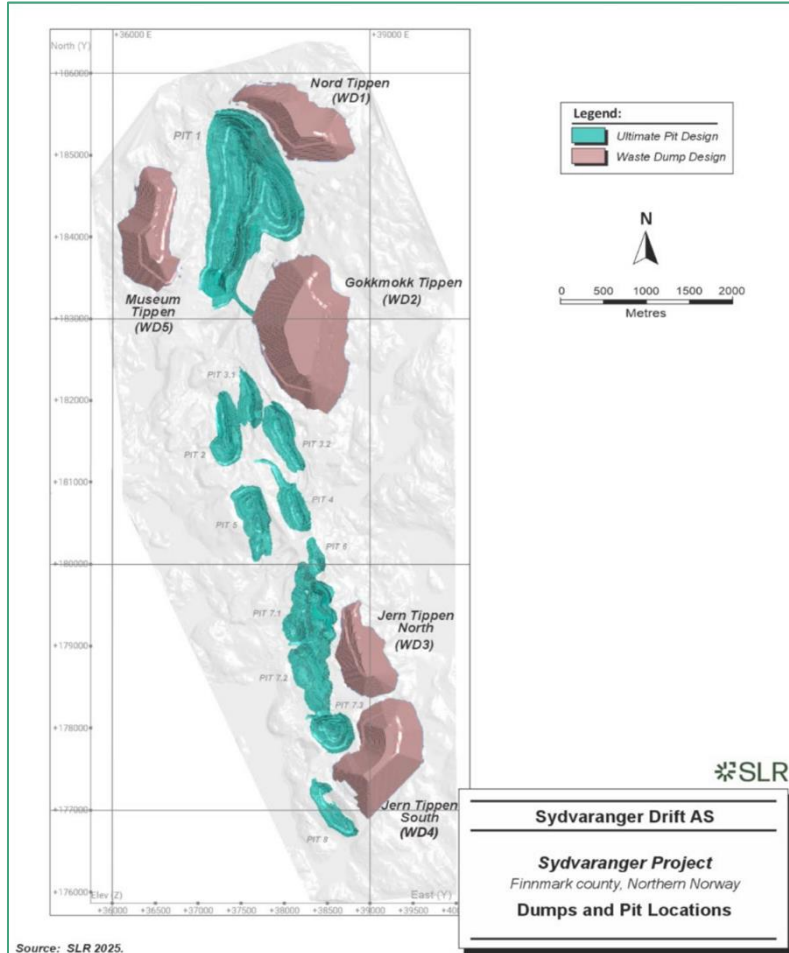 +36000 E
+39000 E
North (Y)
+186000
Nord Tippen
(WD1)
PIT 1
+185000
+184000
Gokkmokk Tippen
(WD2)
Museum
Tippen
(WD5)
+183000
PIT 3.1
+182000
PIT 2
PIT 3.2
+181000
PIT 4
PIT 5
PIT 6
+180000
Jern Tippen
North
(WD3)
PIT 7.1
+179000
PIT 7.2
PIT 7.3
+178000
+177000
Jern Tippen
South
(WD4)
PIT 8
+176000
Elev (Z)
East (Y)
+36000 +36500 +37000 +37500 +38000 +38500 +39000 +39500
Legend:
Ultimate Pit Design
Waste Dump Design
N
0 500 1000 1500 2000
Metres
SLR
Sydvaranger Drift AS
Sydvaranger Project
Finnmark county, Northern Norway
Dumps and Pit Locations
Source: SLR 2025.